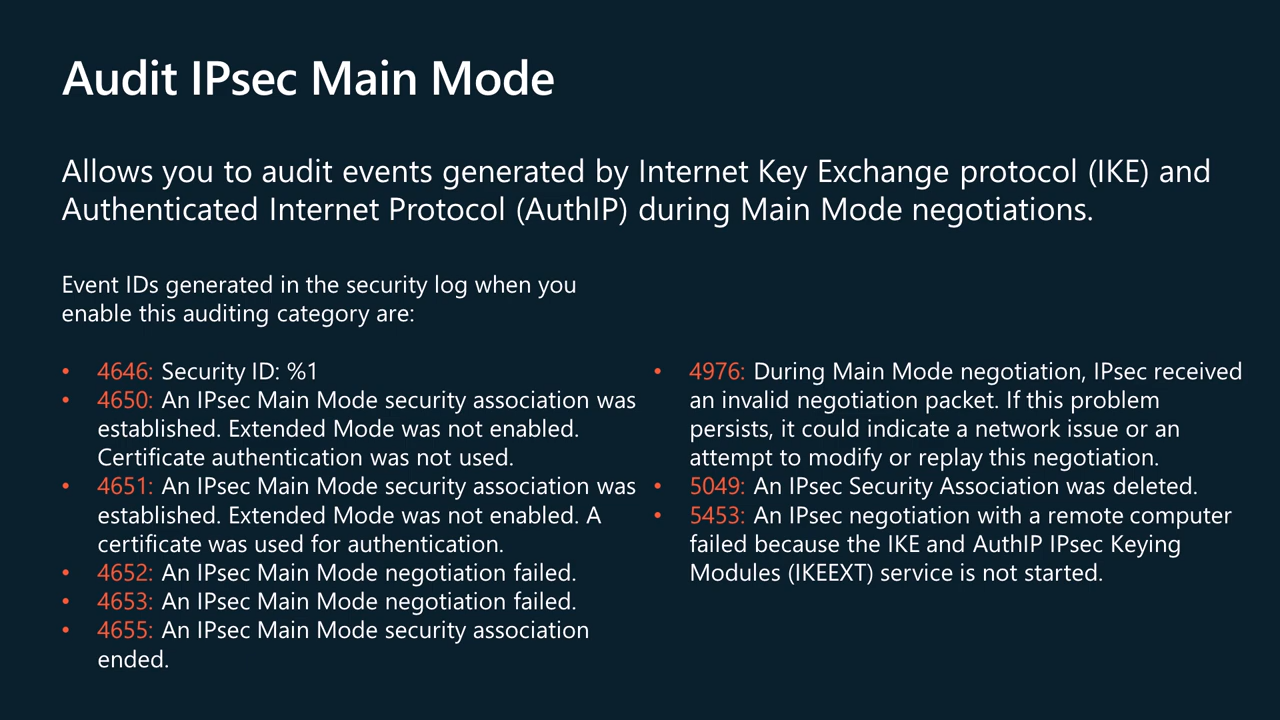 Audit IPsec Main Mode
Allows you to audit events generated by Internet Key Exchange protocol (IKE) and
Authenticated Internet Protocol (AuthIP) during Main Mode negotiations.
Event IDs generated in the security log when you
enable this auditing category are:
• 4646: Security ID: %1
• 4650: An IPsec Main Mode security association was
established. Extended Mode was not enabled.
Certificate authentication was not used.
• 4651: An IPsec Main Mode security association was
established. Extended Mode was not enabled. A
certificate was used for authentication.
• 4652: An IPsec Main Mode negotiation failed.
• 4653: An IPsec Main Mode negotiation failed.
• 4655: An IPsec Main Mode security association
ended.
• 4976: During Main Mode negotiation, IPsec received
an invalid negotiation packet. If this problem
persists, it could indicate a network issue or an
attempt to modify or replay this negotiation.
• 5049: An IPsec Security Association was deleted.
• 5453: An IPsec negotiation with a remote computer
failed because the IKE and AuthIP IPsec Keying
Modules (IKEEXT) service is not started.